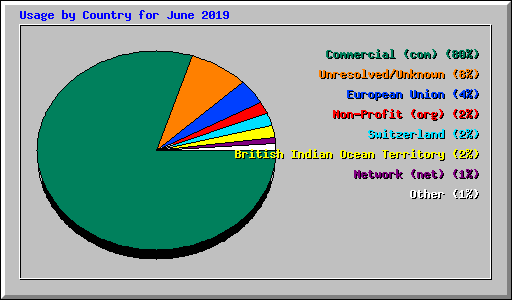 Usage by Country for June 2019
Commercial (com) (80%)
Unresolved/Unknown (8%)
European Union (4%)
Non-Profit (org) (2%)
Switzerland (2%)
British Indian Ocean Territory (2%)
Network (net) (1%)
Other (1%)